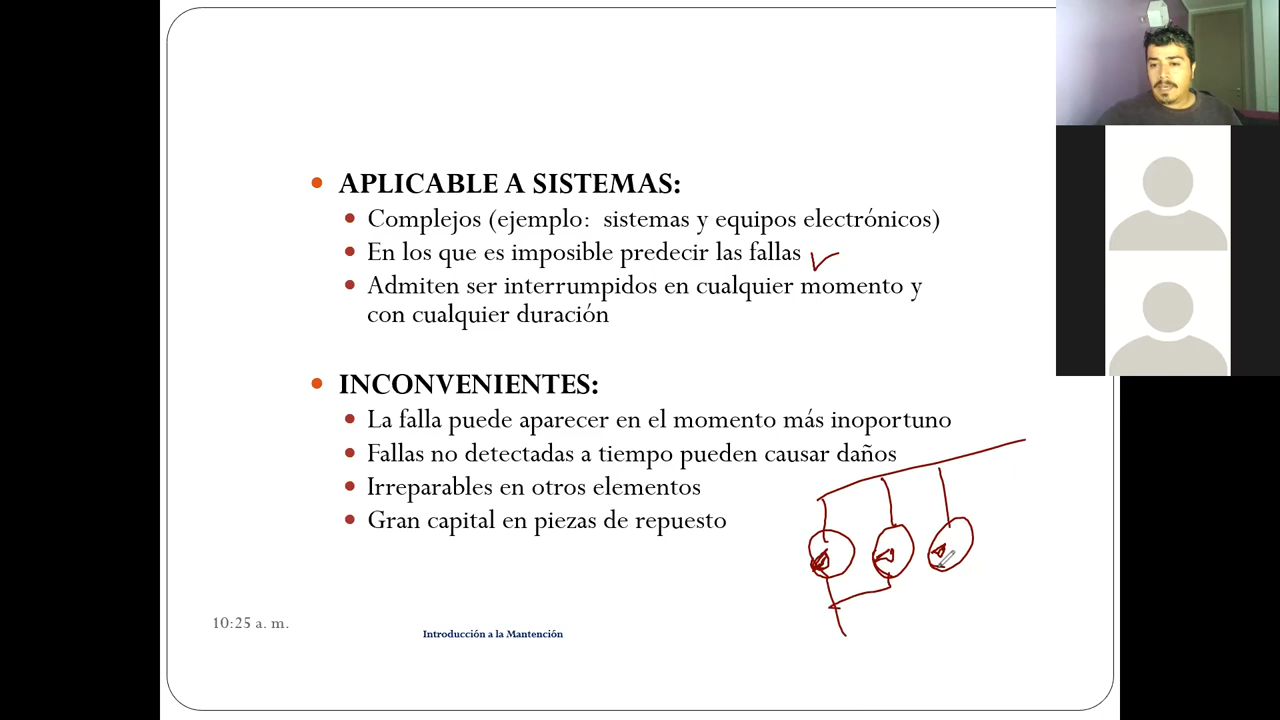 APLICABLE A SISTEMAS:
Complejos (ejemplo: sistemas y equipos electrónicos)
En los que es imposible predecir las fallas
Admiten ser interrumpidos en cualquier momento y
con cualquier duración
INCONVENIENTES:
La falla puede aparecer en el momento más inoportuno
Fallas no detectadas a tiempo pueden causar daños
Irreparables en otros elementos
Gran capital en piezas de repuesto
10:25 a. m.
Introducción a la Mantención